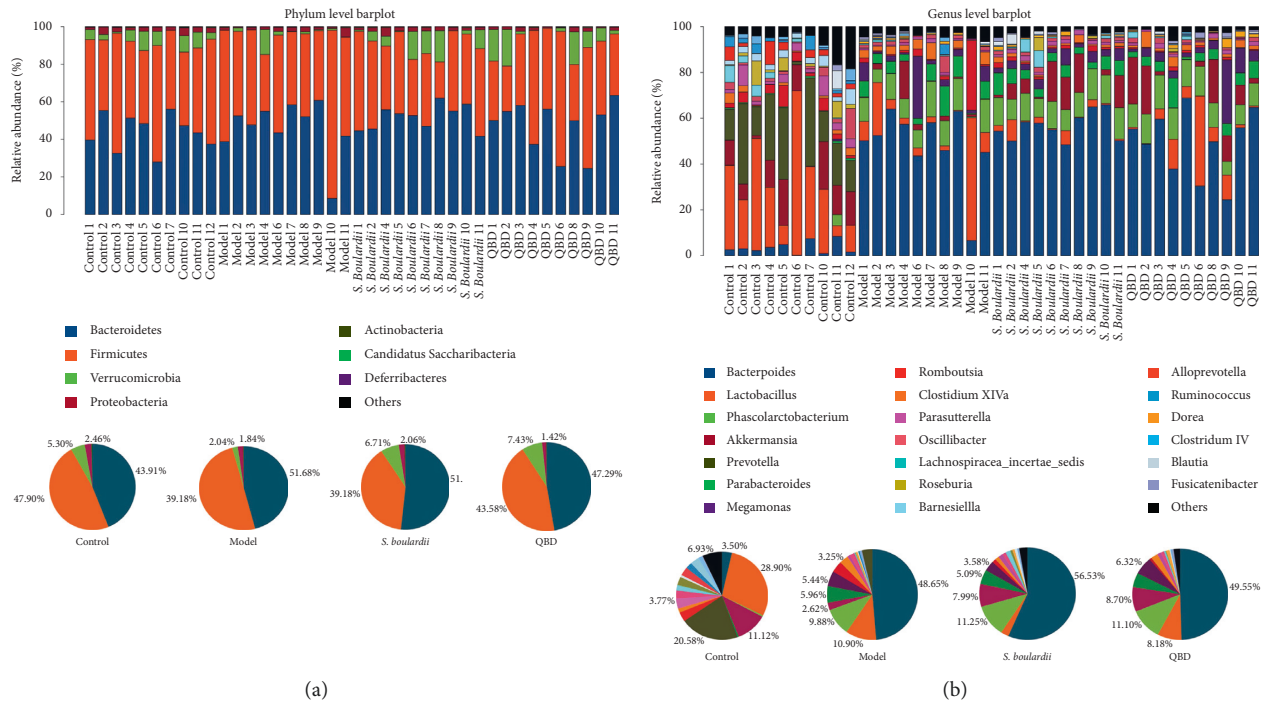 Phylum level barplot
100
80
60
40
20
0
Relative abundance (%)
Control 1
Control 2
Control 3
Control 4
Control 5
Control 6
Control 7
Control 10
Control 11
Control 12
Model 1
Model 2
Model 3
Model 4
Model 6
Model 7
Model 8
Model 9
Model 10
Model 11
S. Boulardii 1
S. Boulardii 2
S. Boulardii 4
S. Boulardii 5
S. Boulardii 6
S. Boulardii 7
S. Boulardii 8
S. Boulardii 9
S. Boulardii 10
S. Boulardii 11
QBD 1
QBD 2
QBD 3
QBD 4
QBD 5
QBD 6
QBD 8
QBD 9
QBD 10
QBD 11
Bacteroidetes
Firmicutes
Verrucomicrobia
Proteobacteria
Actinobacteria
Candidatus Saccharibacteria
Deferribacteres
Others
5.30%
2.46%
43.91%
47.90%
Control
2.04%
1.84%
51.68%
39.18%
Model
6.71%
2.06%
51.
39.18%
S. boulardii
7.43%
1.42%
47.29%
43.58%
QBD
(a)
Genus level barplot
100
80
60
40
20
0
Relative abundance (%)
Control 1
Control 2
Control 3
Control 4
Control 5
Control 6
Control 7
Control 10
Control 11
Control 12
Model 1
Model 2
Model 3
Model 4
Model 6
Model 7
Model 8
Model 9
Model 10
Model 11
S. Boulardii 1
S. Boulardii 2
S. Boulardii 4
S. Boulardii 5
S. Boulardii 6
S. Boulardii 7
S. Boulardii 8
S. Boulardii 9
S. Boulardii 10
S. Boulardii 11
QBD 1
QBD 2
QBD 3
QBD 4
QBD 5
QBD 6
QBD 8
QBD 9
QBD 10
QBD 11
Bacterpoides
Lactobacillus
Phascolarctobacterium
Akkermansia
Prevotella
Parabacteroides
Megamonas
Romboutsia
Clostidium XIVa
Parasutterella
Oscillibacter
Lachnospiracea_incertae_sedis
Roseburia
Barnesiellla
Alloprevotella
Ruminococcus
Dorea
Clostridum IV
Blautia
Fusicatenibacter
Others
6.93%
3.50%
28.90%
3.77%
20.58%
11.12%
Control
3.25%
5.44%
5.96%
2.62%
9.88%
10.90%
48.65%
Model
3.58%
5.09%
7.99%
11.25%
56.53%
S. boulardii
6.32%
8.70%
11.10%
8.18%
49.55%
QBD
(b)